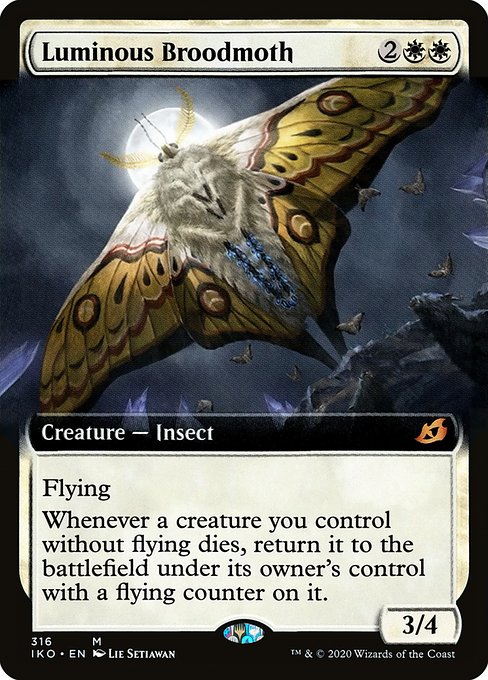 Luminous Broodmoth 2
Creature — Insect
Flying
Whenever a creature you control
without flying dies, return it to the
battlefield under its owner's control
with a flying counter on it.
3/4
316 M
IKO • EN Lie Setiawan ™ & © 2020 Wizards of the Coast